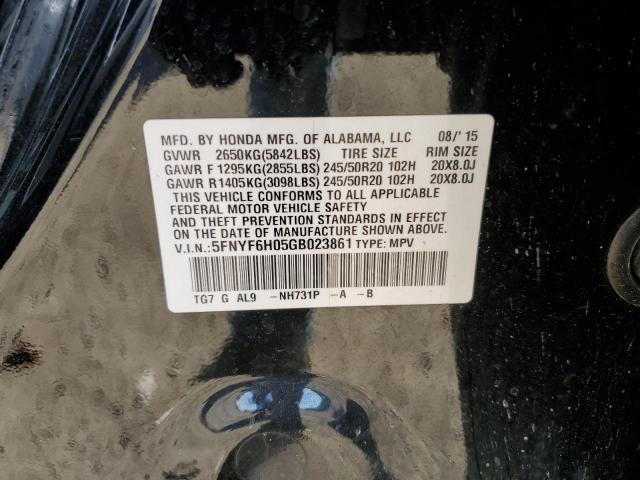 MFD. BY HONDA MFG. OF ALABAMA, LLC 08/' 15
GVWR 2650KG(5842LBS) TIRE SIZE RIM SIZE
GAWR F 1295KG(2855LBS) 245/50R20 102H 20X8.0J
GAWR R1405KG(3098LBS) 245/50R20 102H 20X8.0J
THIS VEHICLE CONFORMS TO ALL APPLICABLE
FEDERAL MOTOR VEHICLE SAFETY
AND THEFT PREVENTION STANDARDS IN EFFECT
ON THE DATE OF MANUFACTURE SHOWN ABOVE.
V.I.N.: 5FNYF6H05GB023861 TYPE: MPV
TG7 G AL9 -NH731P -A -B